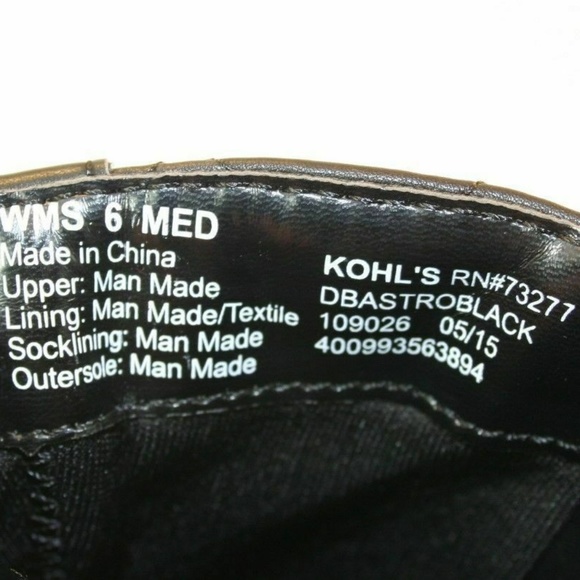 WMS 6 MED
Made in China
Upper: Man Made
Lining: Man Made/Textile
Socklining: Man Made
Outersole: Man Made
KOHL'S RN#73277
DBASTROBLACK
109026 05/15
400993563894